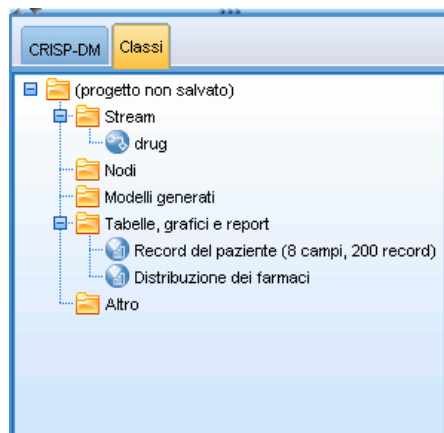 CRISP-DM Classi
(progetto non salvato)
Stream
drug
Nodi
Modelli generati
Tabelle, grafici e report
Record del paziente (8 campi, 200 record)
Distribuzione dei farmaci
Altro